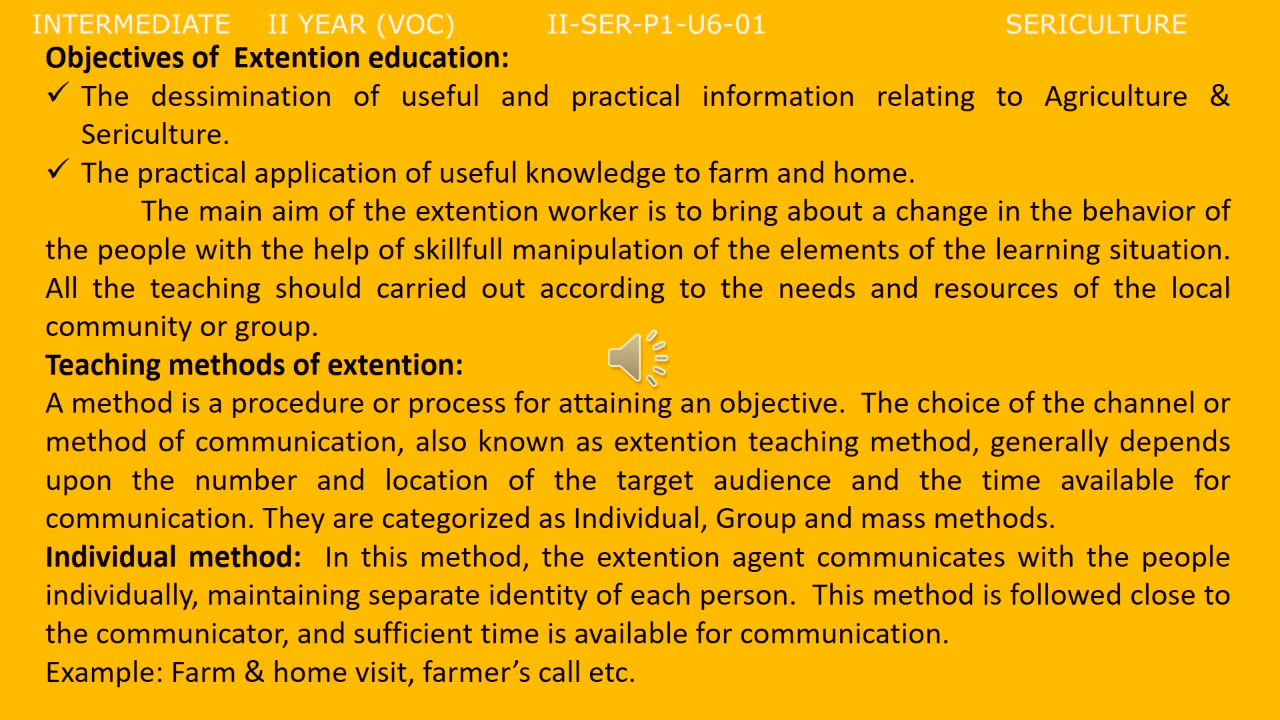 INTERMEDIATE II YEAR (VOC) II-SER-P1-U6-01 SERICULTURE
Objectives of Extention education:
✓ The dessimination of useful and practical information relating to Agriculture &
Sericulture.
✓ The practical application of useful knowledge to farm and home.
The main aim of the extention worker is to bring about a change in the behavior of
the people with the help of skillfull manipulation of the elements of the learning situation.
All the teaching should carried out according to the needs and resources of the local
community or group.
Teaching methods of extention:
A method is a procedure or process for attaining an objective. The choice of the channel or
method of communication, also known as extention teaching method, generally depends
upon the number and location of the target audience and the time available for
communication. They are categorized as Individual, Group and mass methods.
Individual method: In this method, the extention agent communicates with the people
individually, maintaining separate identity of each person. This method is followed close to
the communicator, and sufficient time is available for communication.
Example: Farm & home visit, farmer’s call etc.